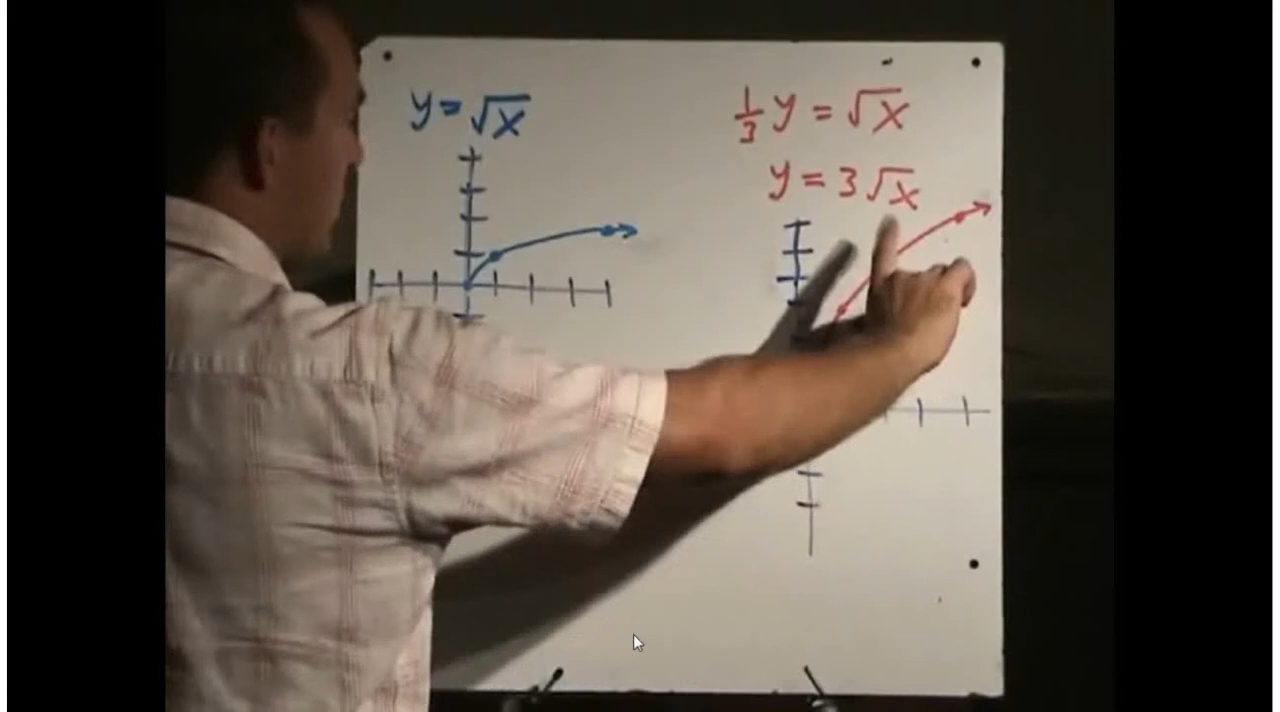 y = √x
1/3 y = √x
y = 3√x